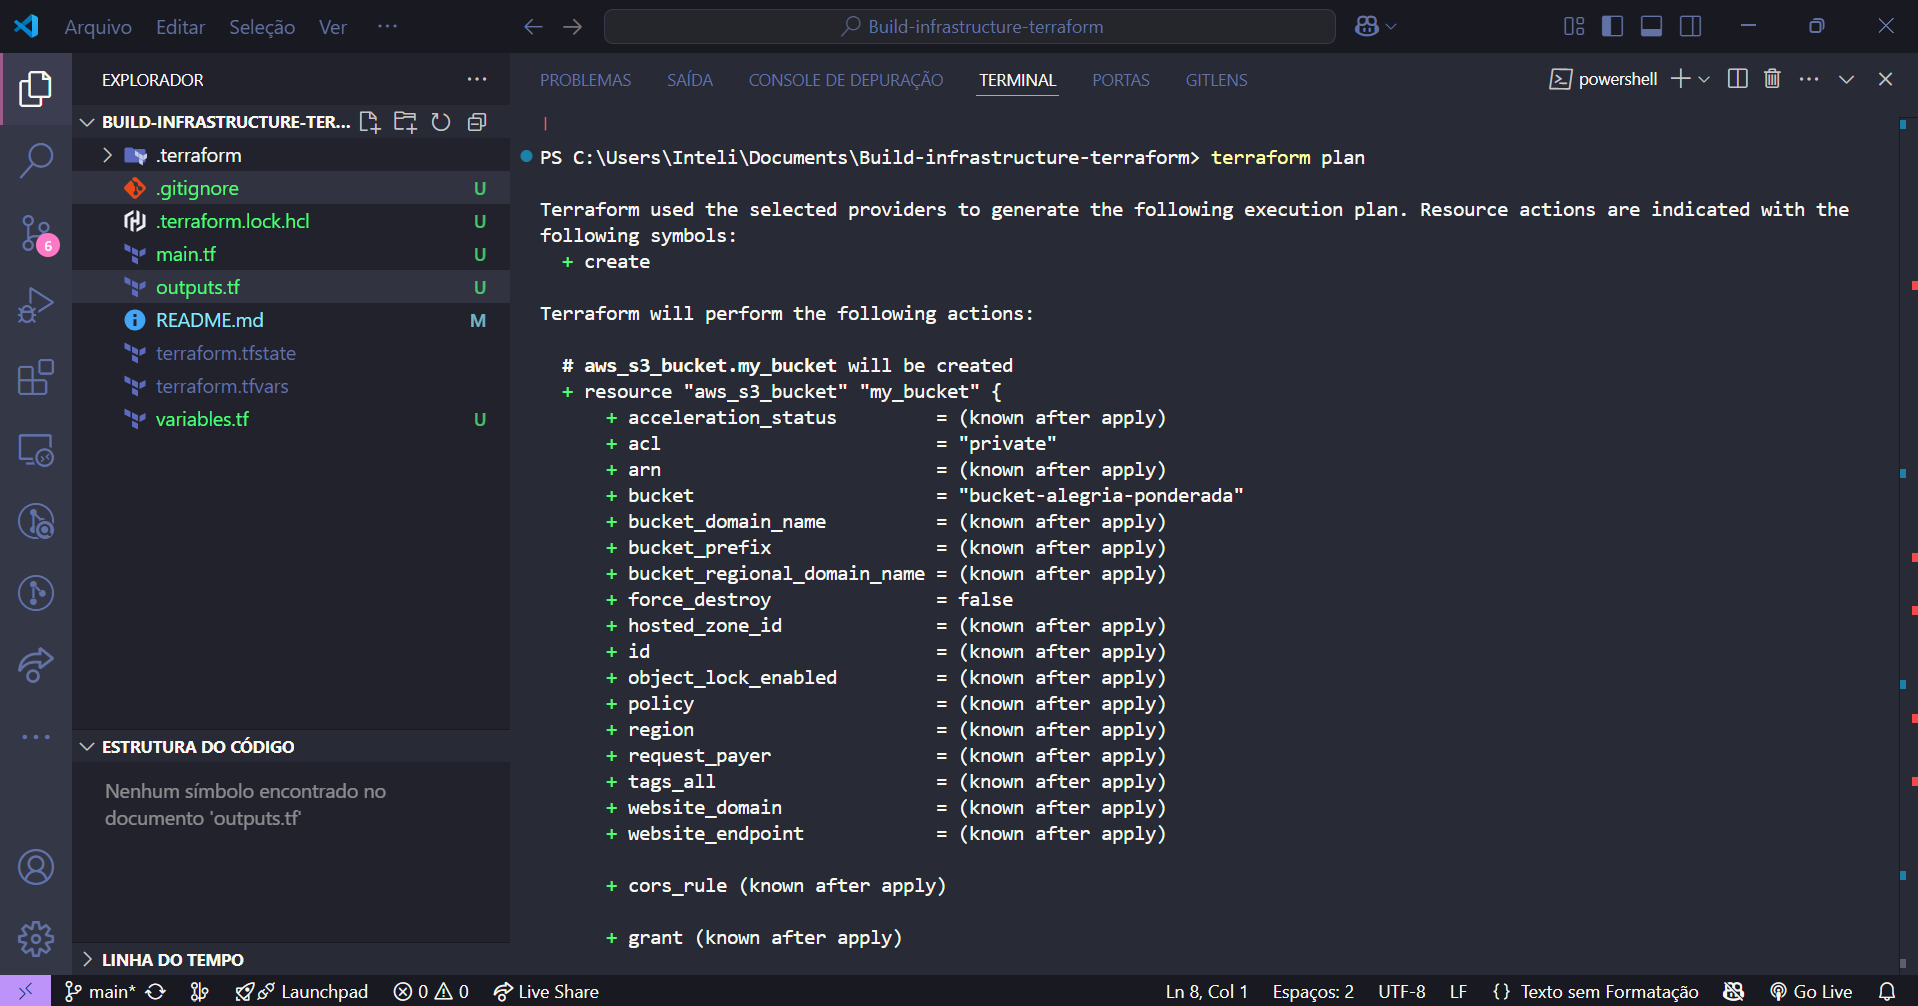 Arquivo Editar Seleção Ver ··· Build-infrastructure-terraform
EXPLORADOR ···
BUILD-INFRASTRUCTURE-TER...
.terraform
.gitignore U
.terraform.lock.hcl U
main.tf U
outputs.tf U
README.md M
terraform.tfstate
terraform.tfvars
variables.tf U
6
ESTRUTURA DO CÓDIGO
Nenhum símbolo encontrado no
documento 'outputs.tf'
LINHA DO TEMPO
PROBLEMAS SAÍDA CONSOLE DE DEPURAÇÃO TERMINAL PORTAS GITLENS powershell
|
PS C:\Users\Inteli\Documents\Build-infrastructure-terraform> terraform plan
Terraform used the selected providers to generate the following execution plan. Resource actions are indicated with the
following symbols:
+ create
Terraform will perform the following actions:
# aws_s3_bucket.my_bucket will be created
+ resource "aws_s3_bucket" "my_bucket" {
+ acceleration_status = (known after apply)
+ acl = "private"
+ arn = (known after apply)
+ bucket = "bucket-alegria-ponderada"
+ bucket_domain_name = (known after apply)
+ bucket_prefix = (known after apply)
+ bucket_regional_domain_name = (known after apply)
+ force_destroy = false
+ hosted_zone_id = (known after apply)
+ id = (known after apply)
+ object_lock_enabled = (known after apply)
+ policy = (known after apply)
+ region = (known after apply)
+ request_payer = (known after apply)
+ tags_all = (known after apply)
+ website_domain = (known after apply)
+ website_endpoint = (known after apply)
+ cors_rule (known after apply)
+ grant (known after apply)
main* Launchpad 0 0 Live Share Ln 8, Col 1 Espaços: 2 UTF-8 LF {} Texto sem Formatação Go Live